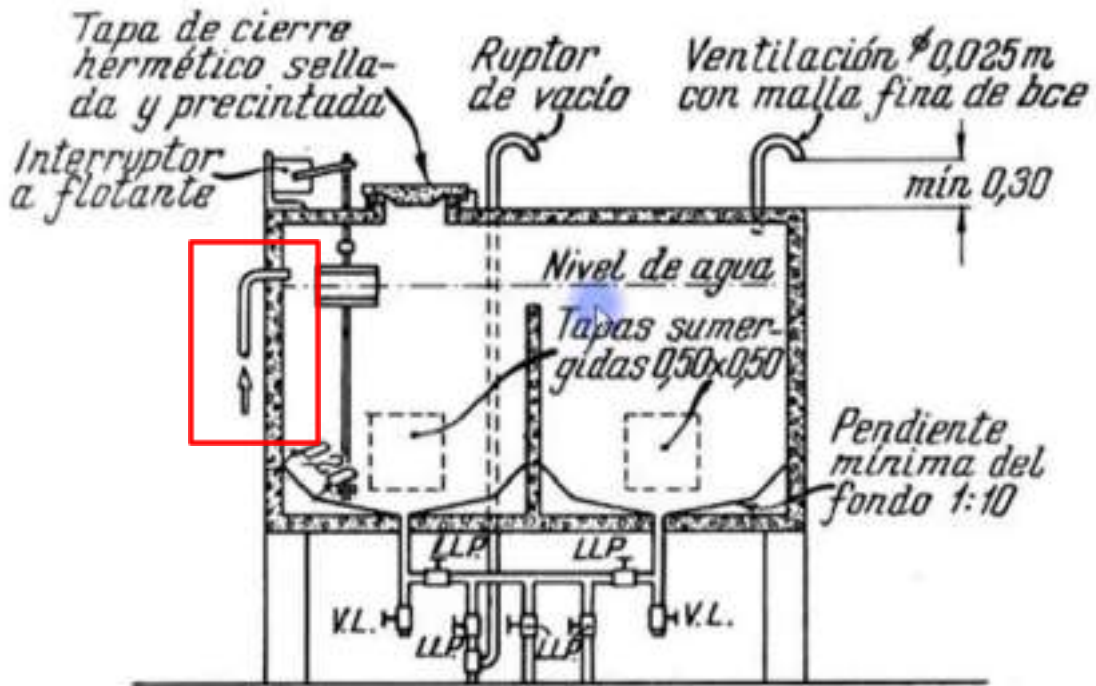 Tapa de cierre
hermético sella-
da y precintada
Ruptor
de vacío
Ventilación ø 0,025 m
con malla fina de bce
Interruptor
a flotante
mín 0,30
Nivel de agua
Tapas sumer-
gidas 0,50x0,50
Pendiente
mínima del
fondo 1:10
LL.P.
LL.P.
V.L.
LL.P.
LL.P.
V.L.